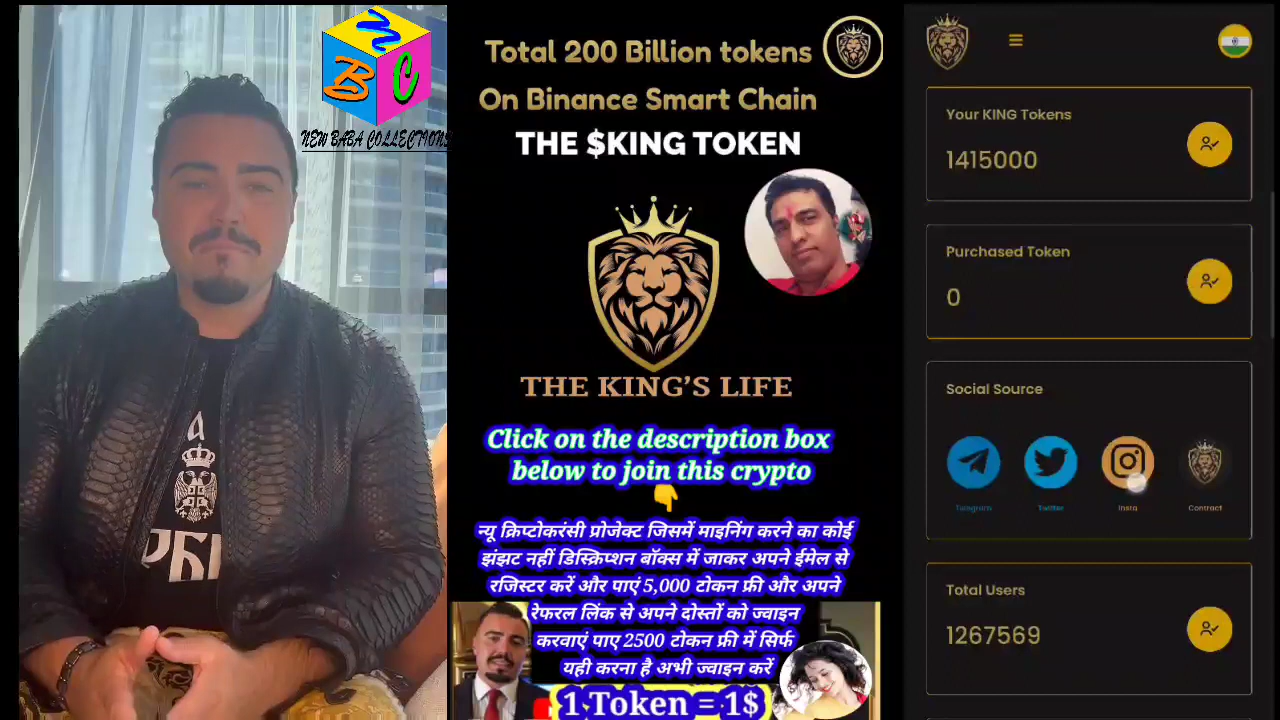 NBC
NEW BABA COLLECTIONS
A
РБИ
Total 200 Billion tokens
On Binance Smart Chain
THE $KING TOKEN
THE KING'S LIFE
Click on the description box
below to join this crypto
👇
न्यू क्रिप्टोकरंसी प्रोजेक्ट जिसमें माइनिंग करने का कोई
झंझट नहीं डिस्क्रिप्शन बॉक्स में जाकर अपने ईमेल से
रजिस्टर करें और पाएं 5,000 टोकन फ्री और अपने
रेफरल लिंक से अपने दोस्तों को ज्वाइन
करवाएं पाए 2500 टोकन फ्री में सिर्फ
यही करना है अभी ज्वाइन करें
1 Token = 1$
Your KING Tokens
1415000
Purchased Token
0
Social Source
Telegram
Twitter
Insta
Contract
Total Users
1267569